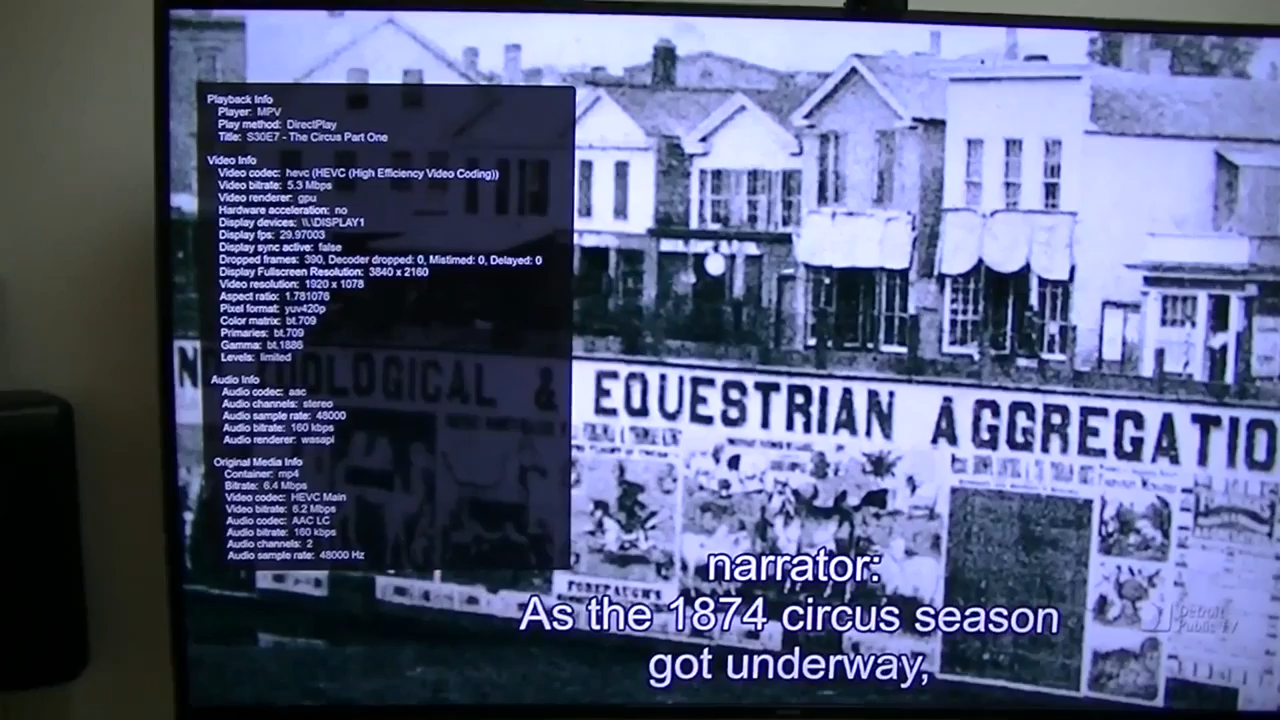 Playback Info
Player: MPV
Play method: DirectPlay
Title: S30E7 - The Circus Part One
Video Info
Video codec: hevc (HEVC (High Efficiency Video Coding))
Video bitrate: 5.3 Mbps
Video renderer: gpu
Hardware acceleration: no
Display devices: \\.\DISPLAY1
Display fps: 29.97003
Display sync active: false
Dropped frames: 390, Decoder dropped: 0, Mistimed: 0, Delayed: 0
Display Fullscreen Resolution: 3840 x 2160
Video resolution: 1920 x 1078
Aspect ratio: 1.781076
Pixel format: yuv420p
Color matrix: bt.709
Primaries: bt.709
Gamma: bt.1886
Levels: limited
Audio Info
Audio codec: aac
Audio channels: stereo
Audio sample rate: 48000
Audio bitrate: 160 kbps
Audio renderer: wasapi
Original Media Info
Container: mp4
Bitrate: 6.4 Mbps
Video codec: HEVC Main
Video bitrate: 6.2 Mbps
Audio codec: AAC LC
Audio bitrate: 160 kbps
Audio channels: 2
Audio sample rate: 48000 Hz
OLOGICAL & EQUESTRIAN AGGREGATIO
FOREPAUGH'S
narrator:
As the 1874 circus season
got underway,
Detroit
Public TV